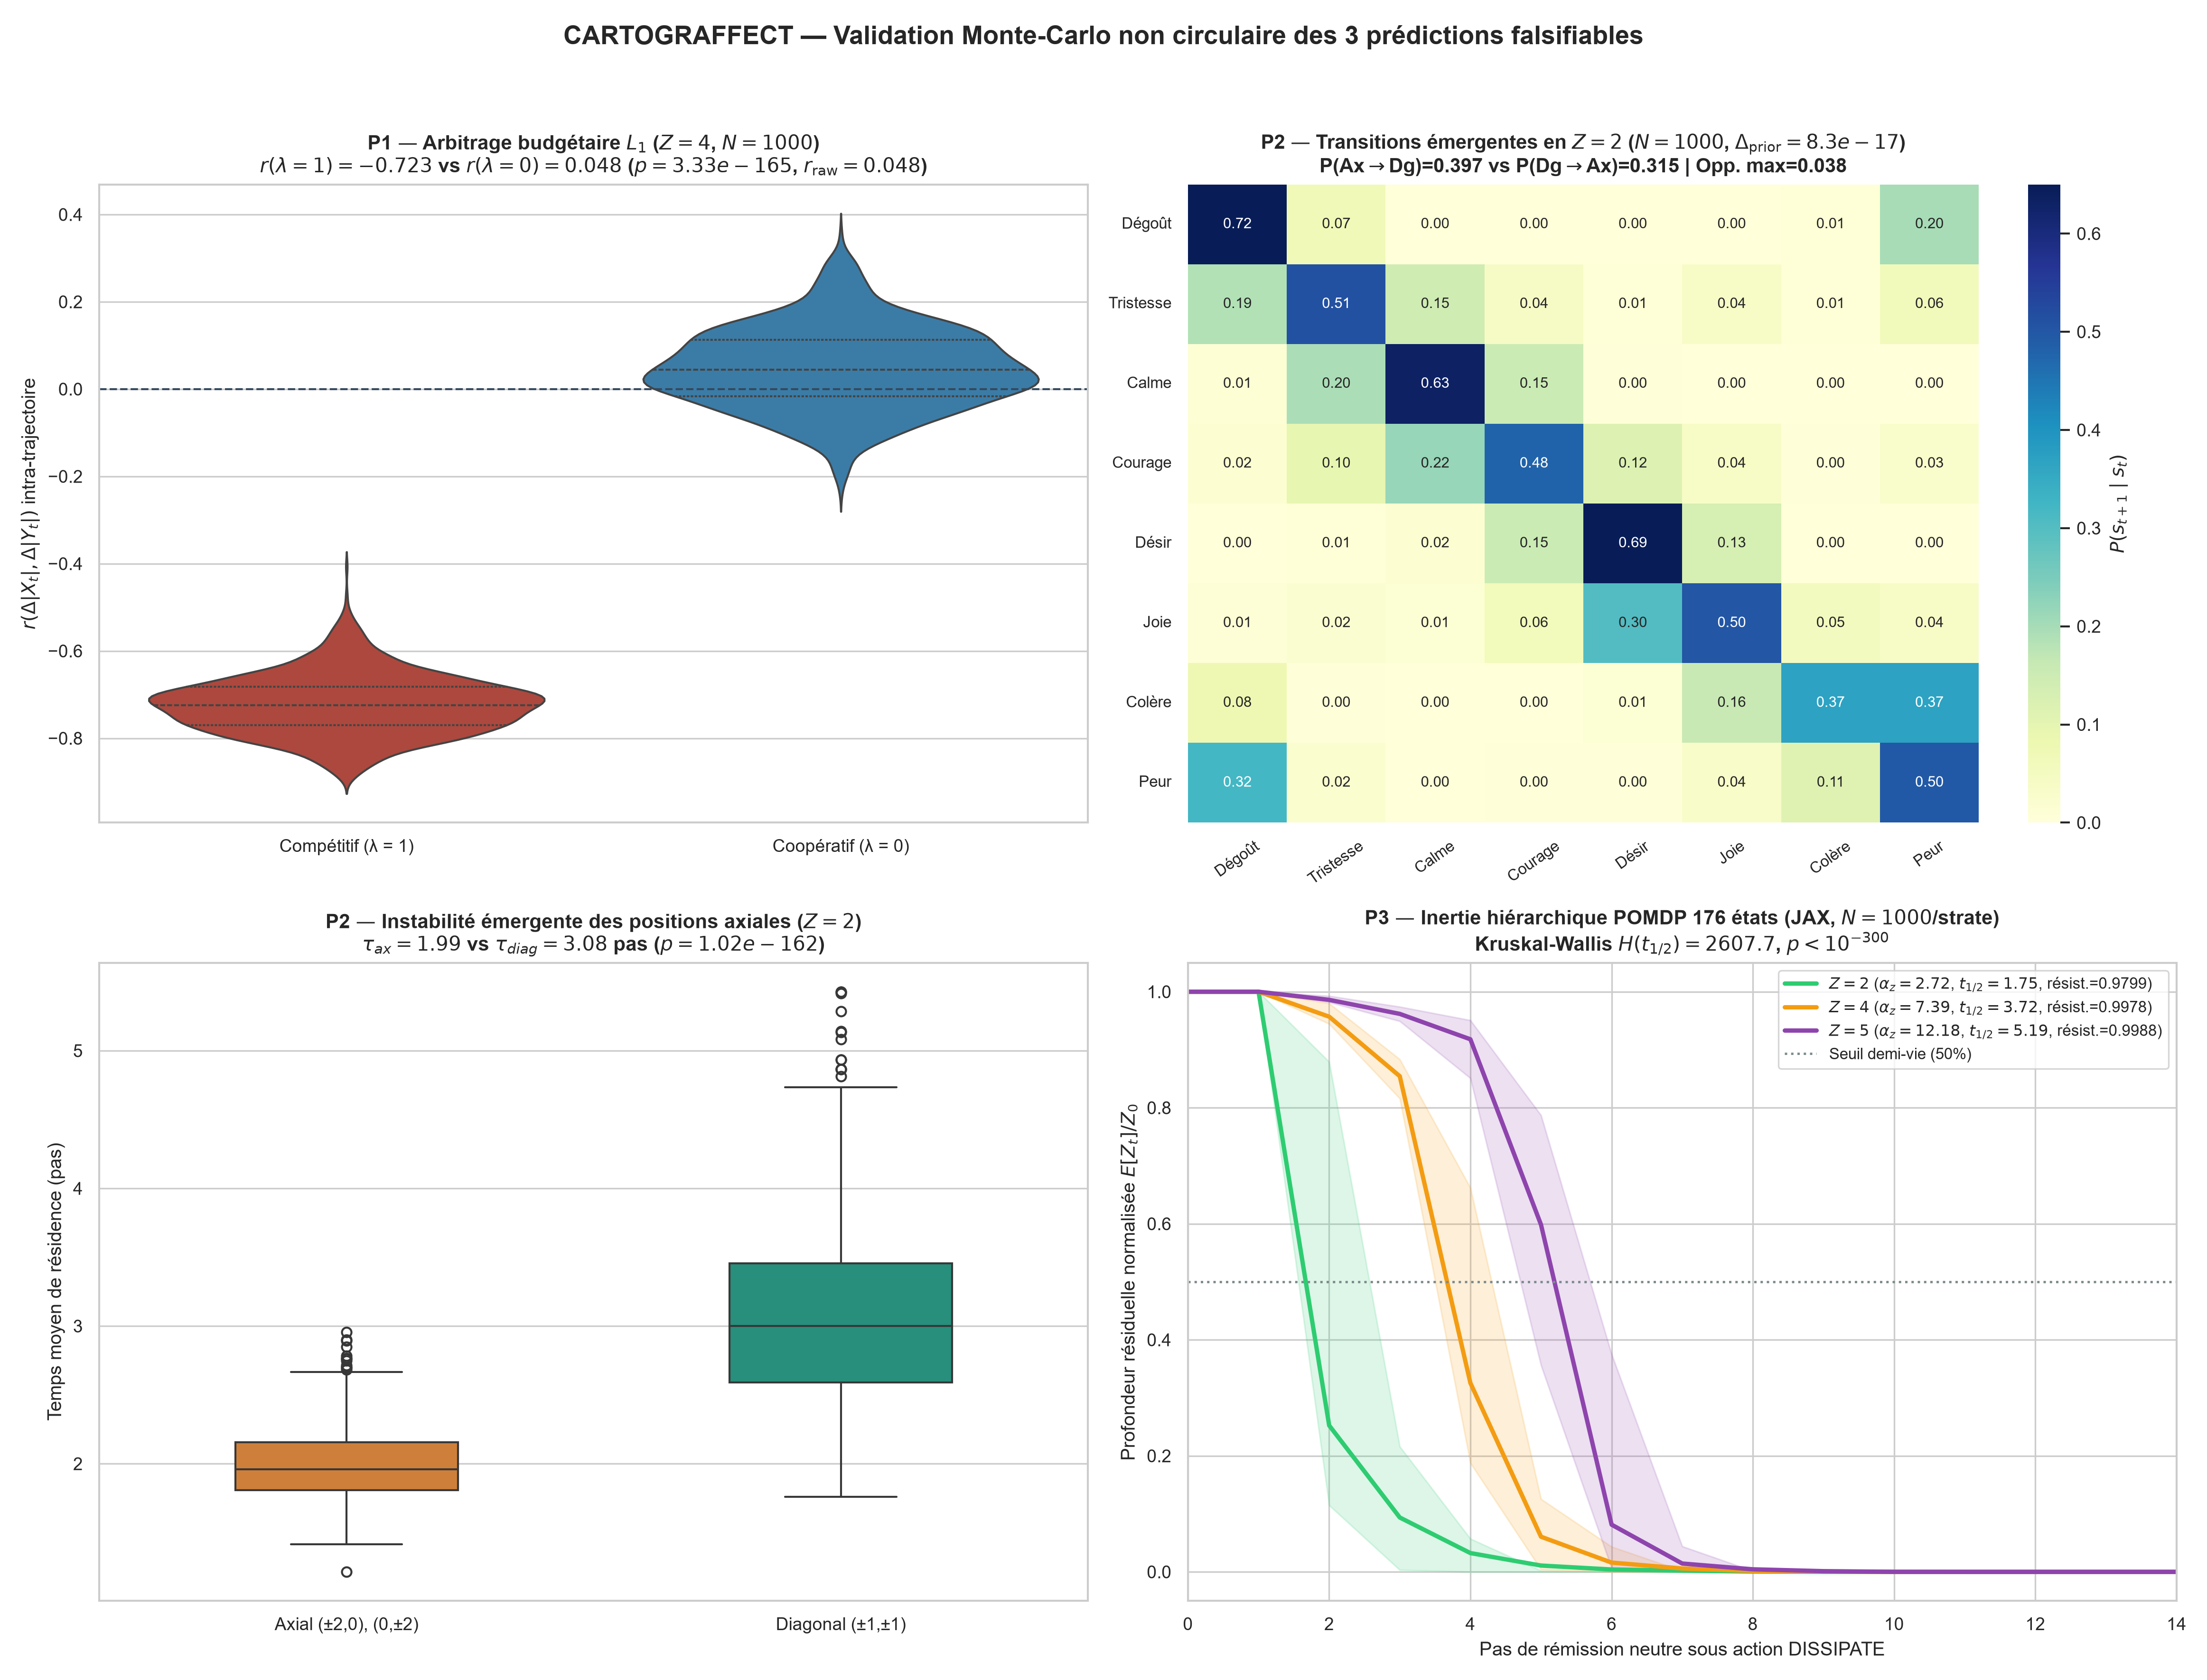 CARTOGRAFFECT — Validation Monte-Carlo non circulaire des 3 prédictions falsifiables
P1 — Arbitrage budgétaire L₁ (Z = 4, N = 1000)
r(λ = 1) = −0.723 vs r(λ = 0) = 0.048 (p = 3.33e − 165, r_raw = 0.048)
r(Δ|Xₜ|, Δ|Yₜ|) intra-trajectoire
0.4
0.2
0.0
−0.2
−0.4
−0.6
−0.8
Compétitif (λ = 1)
Coopératif (λ = 0)
P2 — Transitions émergentes en Z = 2 (N = 1000, Δ_prior = 8.3e − 17)
P(Ax→Dg)=0.397 vs P(Dg→Ax)=0.315 | Opp. max=0.038
Dégoût 0.72 0.07 0.00 0.00 0.00 0.00 0.01 0.20
Tristesse 0.19 0.51 0.15 0.04 0.01 0.04 0.01 0.06
Calme 0.01 0.20 0.63 0.15 0.00 0.00 0.00 0.00
Courage 0.02 0.10 0.22 0.48 0.12 0.04 0.00 0.03
Désir 0.00 0.01 0.02 0.15 0.69 0.13 0.00 0.00
Joie 0.01 0.02 0.01 0.06 0.30 0.50 0.05 0.04
Colère 0.08 0.00 0.00 0.00 0.01 0.16 0.37 0.37
Peur 0.32 0.02 0.00 0.00 0.00 0.04 0.11 0.50
Dégoût Tristesse Calme Courage Désir Joie Colère Peur
0.6
0.5
0.4
0.3
0.2
0.1
0.0
P(sₜ₊₁ | sₜ)
P2 — Instabilité émergente des positions axiales (Z = 2)
τ_ax = 1.99 vs τ_diag = 3.08 pas (p = 1.02e − 162)
Temps moyen de résidence (pas)
5
4
3
2
Axial (±2,0), (0,±2)
Diagonal (±1,±1)
P3 — Inertie hiérarchique POMDP 176 états (JAX, N = 1000/strate)
Kruskal-Wallis H(t₁/₂) = 2607.7, p < 10⁻³⁰⁰
Z = 2 (α_z = 2.72, t₁/₂ = 1.75, résist.=0.9799)
Z = 4 (α_z = 7.39, t₁/₂ = 3.72, résist.=0.9978)
Z = 5 (α_z = 12.18, t₁/₂ = 5.19, résist.=0.9988)
Seuil demi-vie (50%)
Profondeur résiduelle normalisée E[Zₜ]/Z₀
1.0
0.8
0.6
0.4
0.2
0.0
0 2 4 6 8 10 12 14
Pas de rémission neutre sous action DISSIPATE